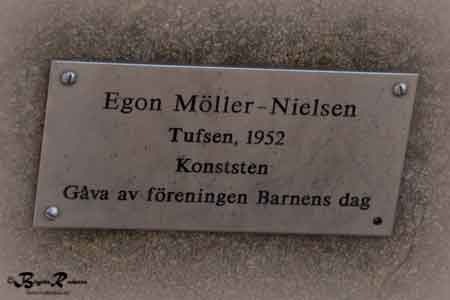 Egon Möller-Nielsen
Tufsen, 1952
Konststen
Gåva av föreningen Barnens dag